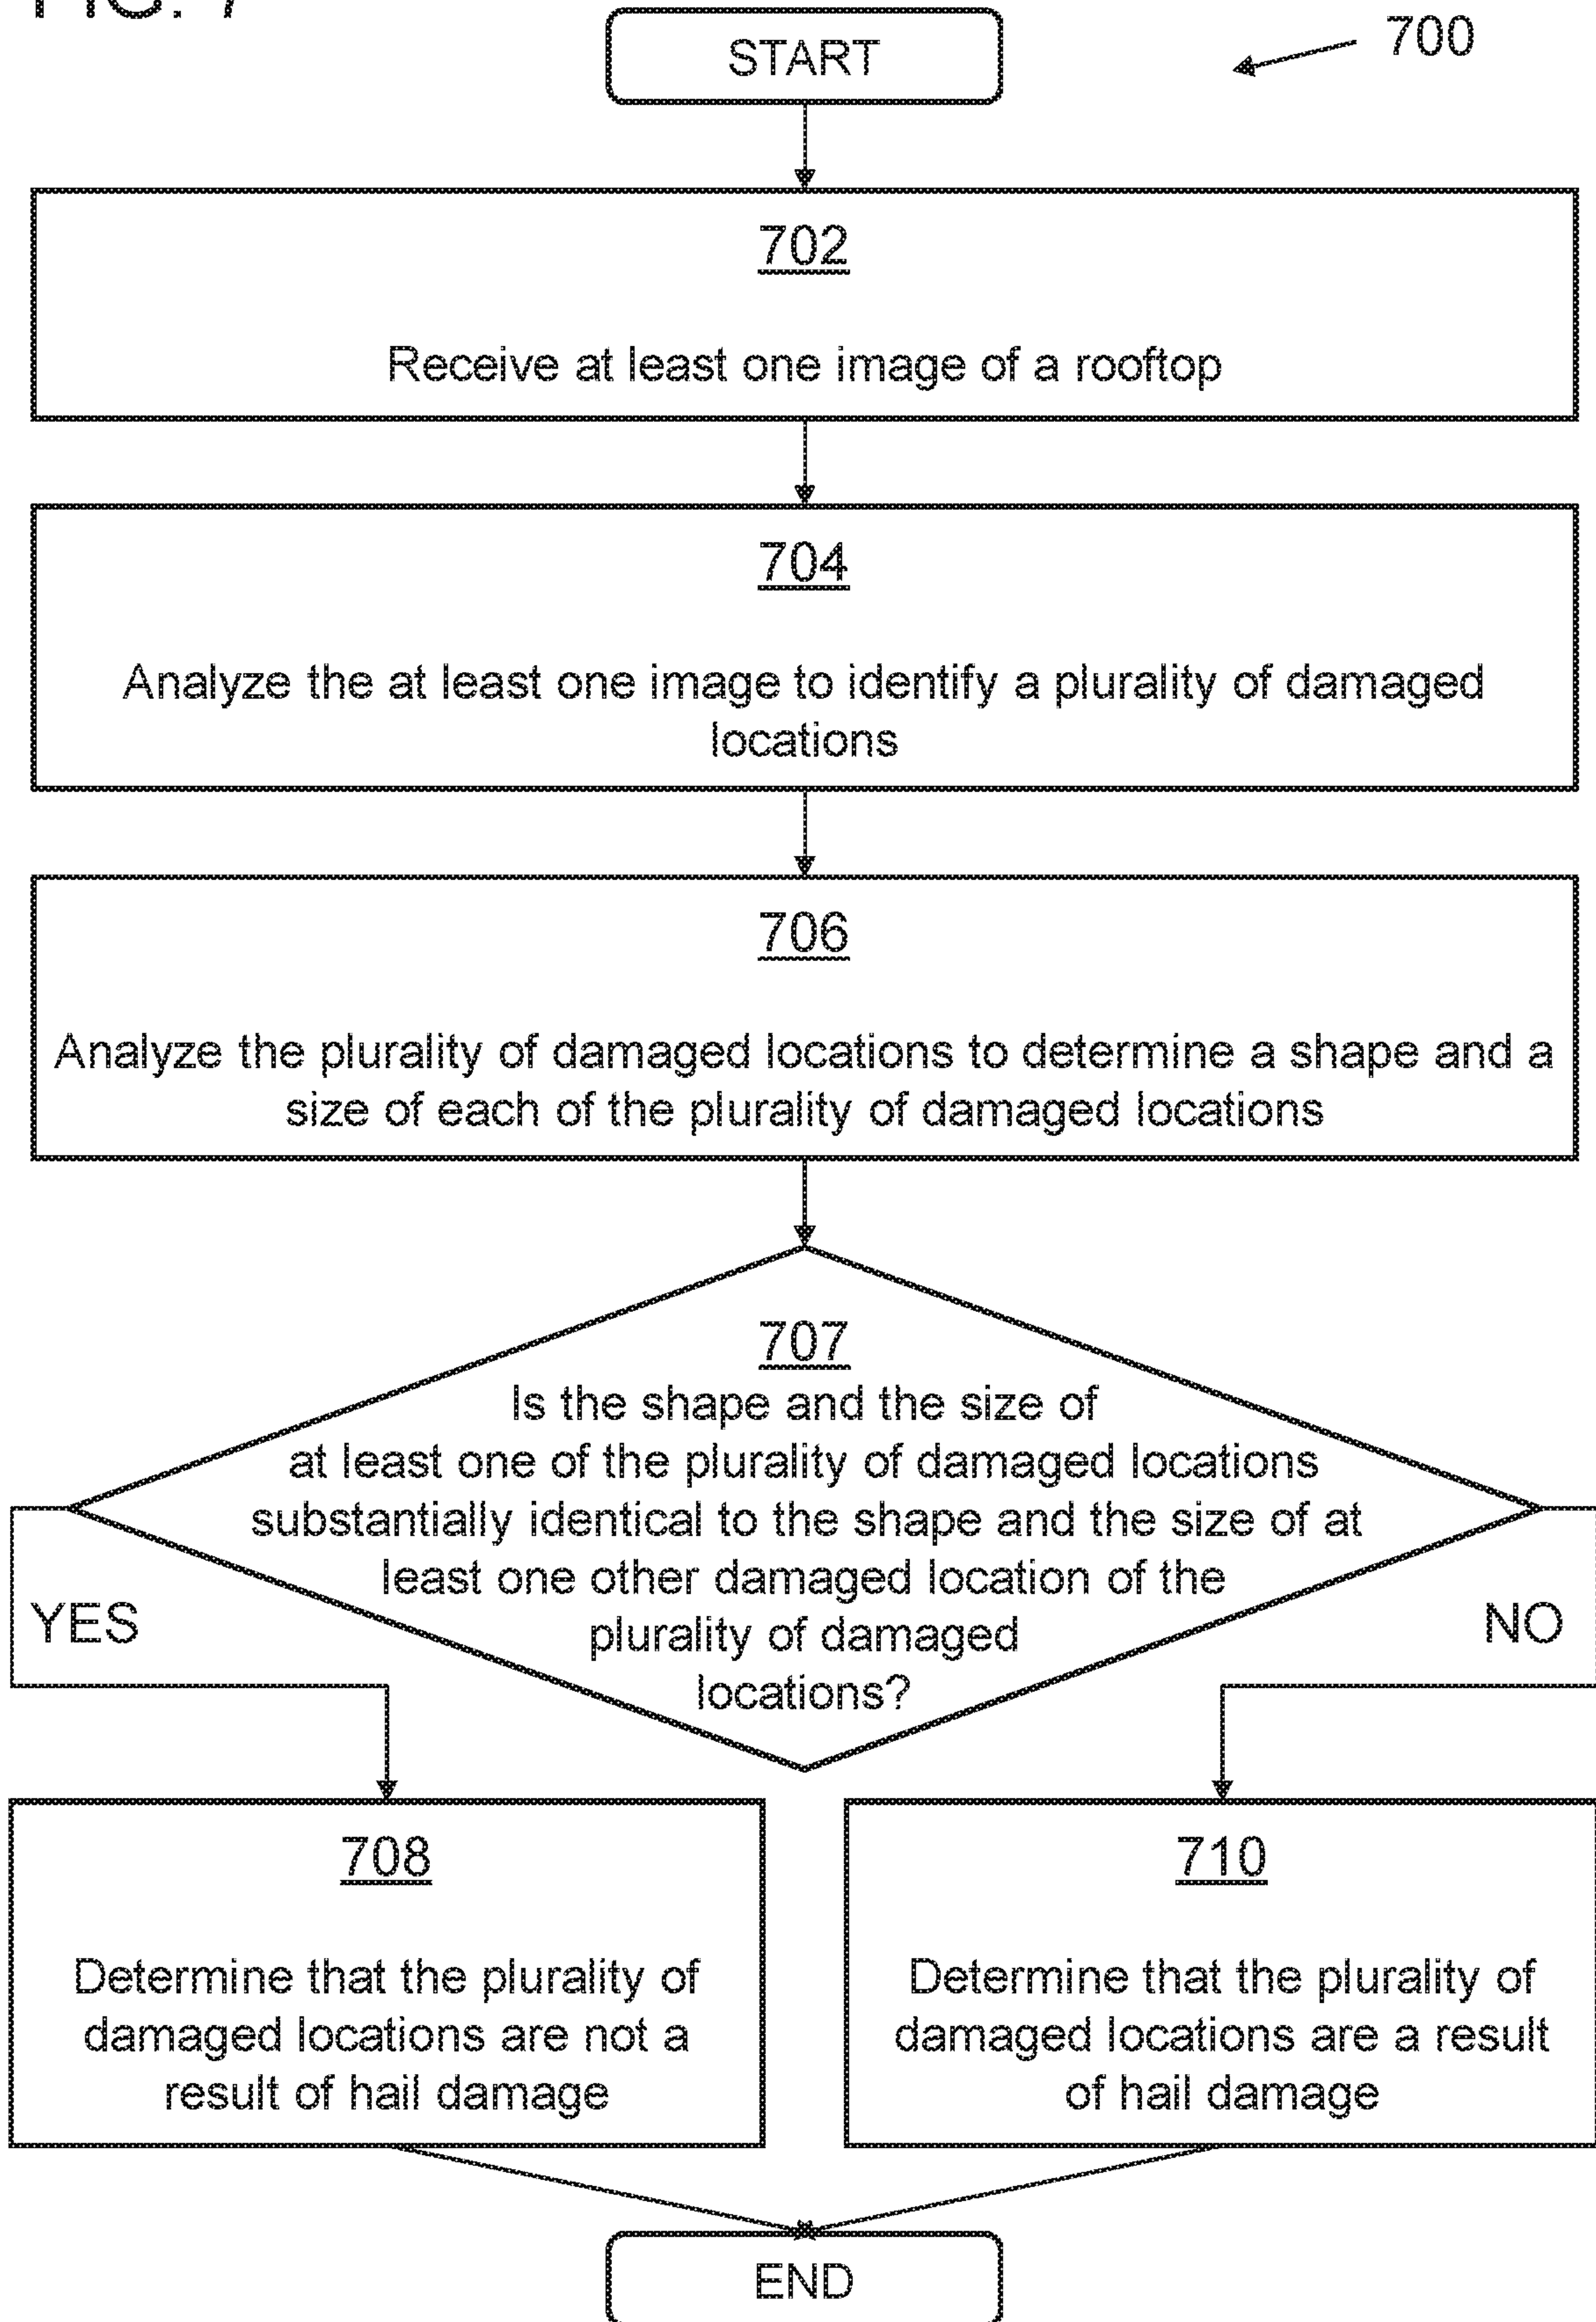 FIG. 7
700
START
702
Receive at least one image of a rooftop
704
Analyze the at least one image to identify a plurality of damaged
locations
706
Analyze the plurality of damaged locations to determine a shape and a
size of each of the plurality of damaged locations
707
Is the shape and the size of
at least one of the plurality of damaged locations
substantially identical to the shape and the size of at
least one other damaged location of the
plurality of damaged
locations?
YES
NO
708
Determine that the plurality of
damaged locations are not a
result of hail damage
710
Determine that the plurality of
damaged locations are a result
of hail damage
END